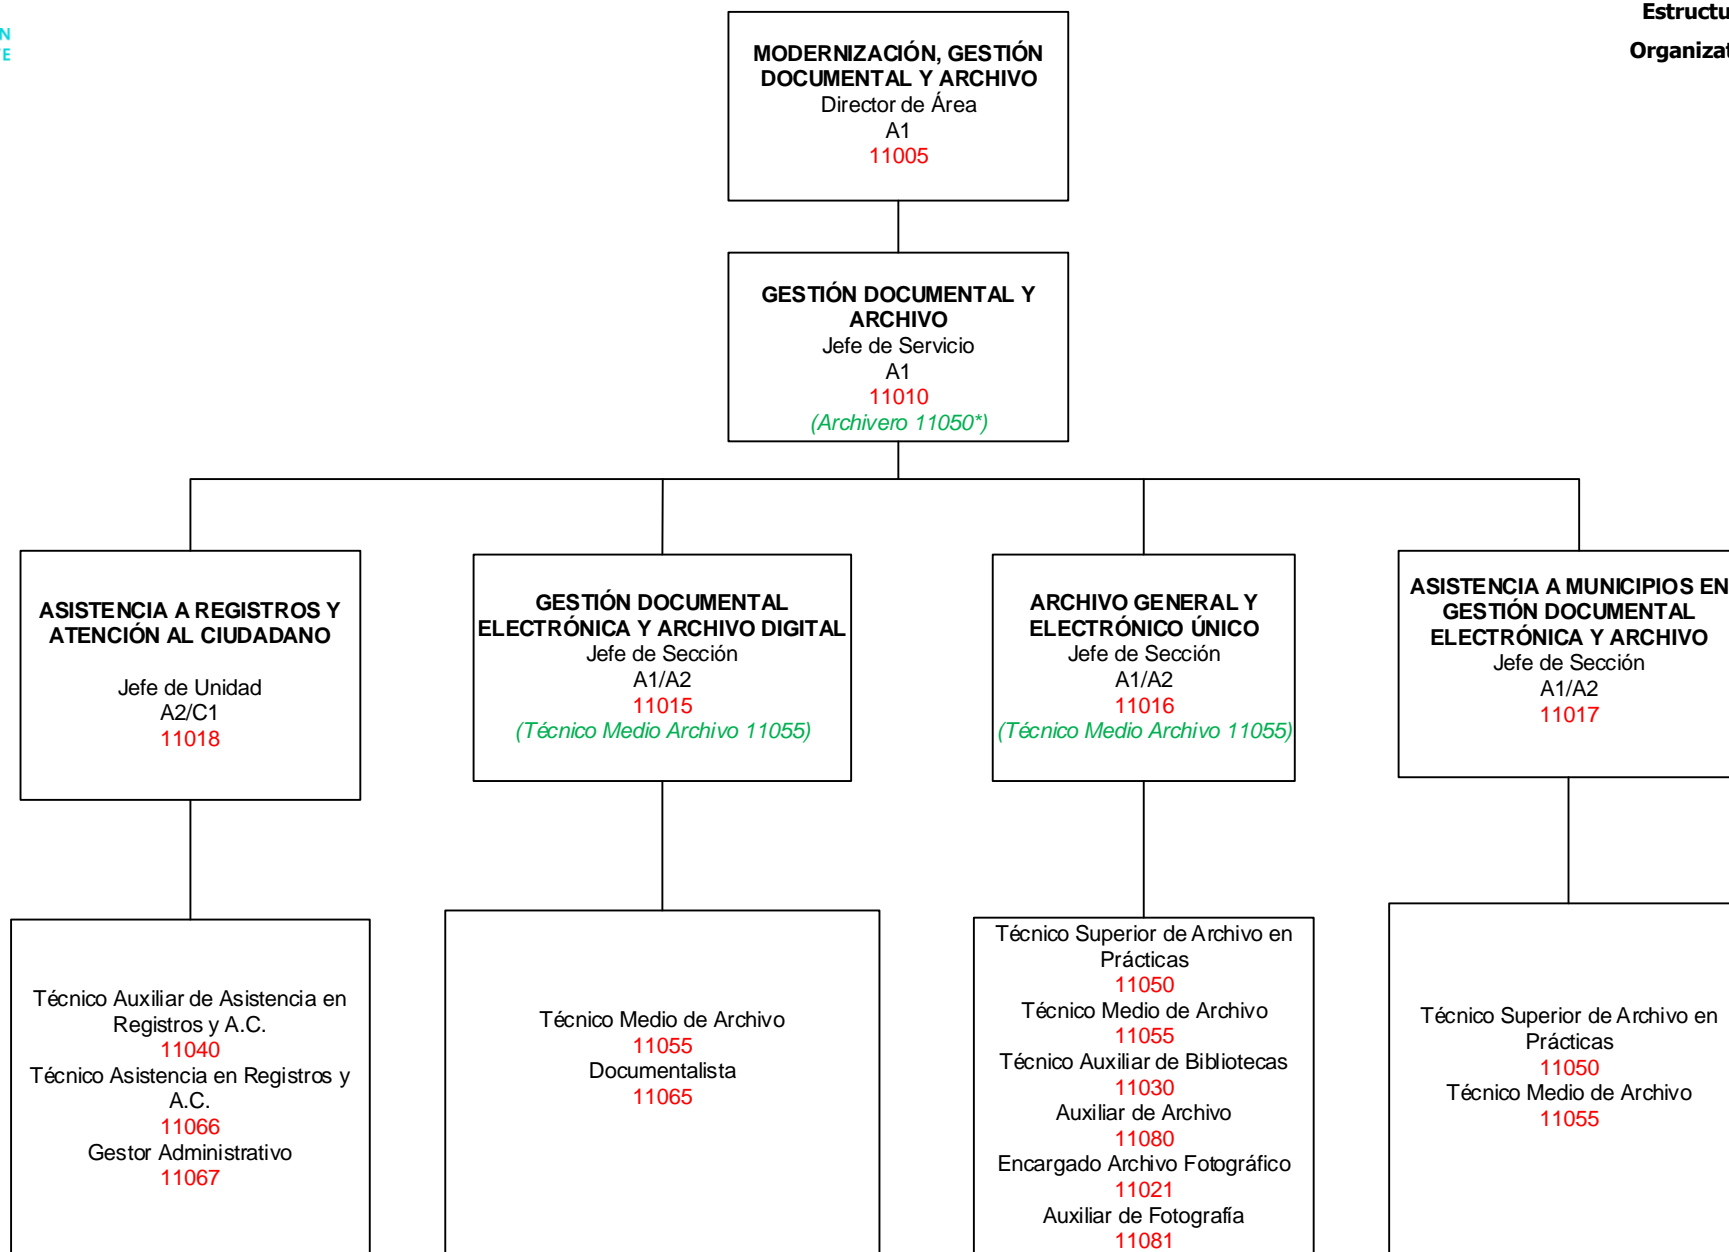 MODERNIZACIÓN, GESTIÓN
DOCUMENTAL Y ARCHIVO
Director de Área
A1
11005
GESTIÓN DOCUMENTAL Y
ARCHIVO
Jefe de Servicio
A1
11010
(Archivero 11050*)
ASISTENCIA A REGISTROS Y
ATENCIÓN AL CIUDADANO
Jefe de Unidad
A2/C1
11018
GESTIÓN DOCUMENTAL
ELECTRÓNICA Y ARCHIVO DIGITAL
Jefe de Sección
A1/A2
11015
(Técnico Medio Archivo 11055)
ARCHIVO GENERAL Y
ELECTRÓNICO ÚNICO
Jefe de Sección
A1/A2
11016
(Técnico Medio Archivo 11055)
ASISTENCIA A MUNICIPIOS EN
GESTIÓN DOCUMENTAL
ELECTRÓNICA Y ARCHIVO
Jefe de Sección
A1/A2
11017
Técnico Auxiliar de Asistencia en
Registros y A.C.
11040
Técnico Asistencia en Registros y
A.C.
11066
Gestor Administrativo
11067
Técnico Medio de Archivo
11055
Documentalista
11065
Técnico Superior de Archivo en
Prácticas
11050
Técnico Medio de Archivo
11055
Técnico Auxiliar de Bibliotecas
11030
Auxiliar de Archivo
11080
Encargado Archivo Fotográfico
11021
Auxiliar de Fotografía
11081
Técnico Superior de Archivo en
Prácticas
11050
Técnico Medio de Archivo
11055